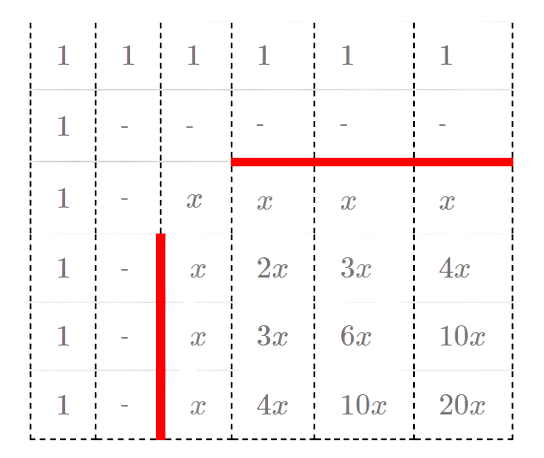 1 1 1 1 1 1
1 - - - - -
1 - x x x x
1 - x 2x 3x 4x
1 - x 3x 6x 10x
1 - x 4x 10x 20x